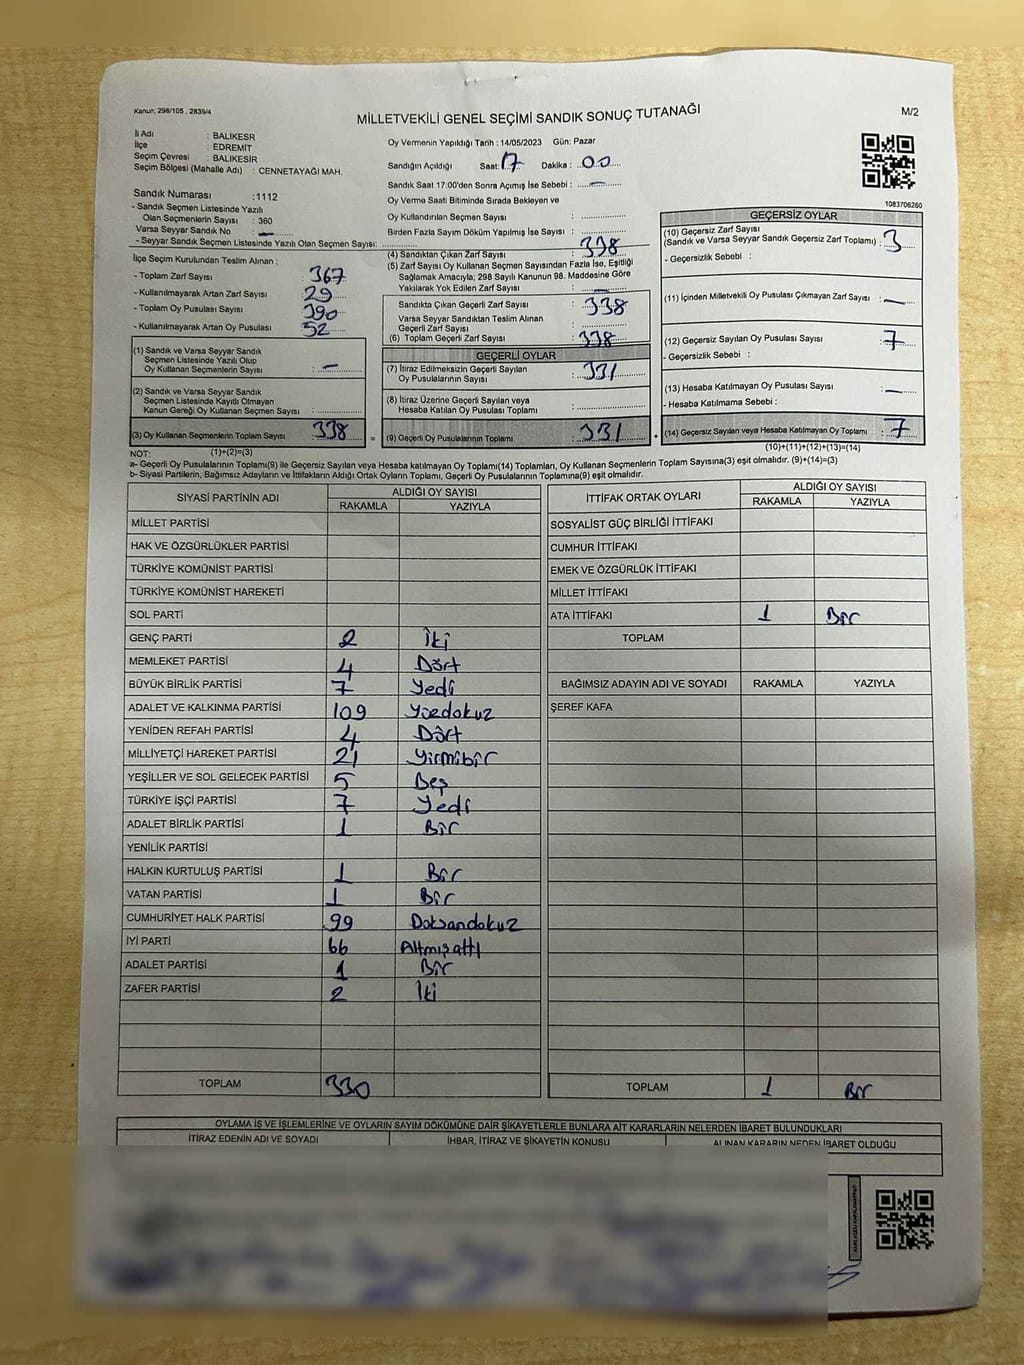 Kanun; 298/105 , 2839/4
MİLLETVEKİLİ GENEL SEÇİMİ SANDIK SONUÇ TUTANAĞI
M/2
İli Adı : BALIKESR
İlçe : EDREMIT
Seçim Çevresi : BALIKESİR
Seçim Bölgesi (Mahalle Adı) : CENNETAYAĞI MAH.
Sandık Numarası :1112
- Sandık Seçmen Listesinde Yazılı
Olan Seçmenlerin Sayısı : 360
Varsa Seyyar Sandık No : —
- Seyyar Sandık Seçmen Listesinde Yazılı Olan Seçmen Sayısı:
Oy Vermenin Yapıldığı Tarih : 14/05/2023 Gün: Pazar
Sandığın Açıldığı Saat: 17 Dakika : 00
Sandık Saat 17:00'den Sonra Açımış İse Sebebi : —
Oy Verme Saati Bitiminde Sırada Bekleyen ve
Oy Kullandırılan Seçmen Sayısı :
Birden Fazla Sayım Döküm Yapılmış İse Sayısı :
1083706260
İlçe Seçim Kurulundan Teslim Alınan ;
- Toplam Zarf Sayısı : 367
- Kullanılmayarak Artan Zarf Sayısı : 29
- Toplam Oy Pusulası Sayısı : 390
- Kullanılmayarak Artan Oy Pusulası : 52
(1) Sandık ve Varsa Seyyar Sandık
Seçmen Listesinde Yazılı Olup
Oy Kullanan Seçmenlerin Sayısı : —
(2) Sandık ve Varsa Seyyar Sandık
Seçmen Listesinde Kayıtlı Olmayan
Kanun Gereği Oy Kullanan Seçmen Sayısı :
(3) Oy Kullanan Seçmenlerin Toplam Sayısı : 338
(4) Sandıktan Çıkan Zarf Sayısı : 338
(5) Zarf Sayısı Oy Kullanan Seçmen Sayısından Fazla İse, Eşitliği
Sağlamak Amacıyla; 298 Sayılı Kanunun 98. Maddesine Göre
Yakılarak Yok Edilen Zarf Sayısı : —
Sandıkta Çıkan Geçerli Zarf Sayısı : 338
Varsa Seyyar Sandıktan Teslim Alınan
Geçerli Zarf Sayısı :
(6) Toplam Geçerli Zarf Sayısı : 338
GEÇERLİ OYLAR
(7) İtiraz Edilmeksizin Geçerli Sayılan
Oy Pusulalarının Sayısı : 331
(8) İtiraz Üzerine Geçerli Sayılan veya
Hesaba Katılan Oy Pusulası Toplamı :
= (9) Geçerli Oy Pusulalarının Toplamı : 331
GEÇERSİZ OYLAR
(10) Geçersiz Zarf Sayısı
(Sandık ve Varsa Seyyar Sandık Geçersiz Zarf Toplamı) : 3
- Geçersizlik Sebebi :
(11) İçinden Milletvekili Oy Pusulası Çıkmayan Zarf Sayısı : —
(12) Geçersiz Sayılan Oy Pusulası Sayısı : 7
- Geçersizlik Sebebi :
(13) Hesaba Katılmayan Oy Pusulası Sayısı : —
- Hesaba Katılmama Sebebi :
+ (14) Geçersiz Sayılan veya Hesaba Katılmayan Oy Toplamı : 7
NOT: (1)+(2)=(3)
(10)+(11)+(12)+(13)=(14)
a- Geçerli Oy Pusulalarının Toplamı(9) ile Geçersiz Sayılan veya Hesaba katılmayan Oy Toplamı(14) Toplamları, Oy Kullanan Seçmenlerin Toplam Sayısına(3) eşit olmalıdır. (9)+(14)=(3)
b- Siyasi Partilerin, Bağımsız Adayların ve İttifakların Aldığı Ortak Oyların Toplamı, Geçerli Oy Pusulalarının Toplamına(9) eşit olmalıdır.
SİYASİ PARTİNİN ADI ALDIĞI OY SAYISI
RAKAMLA YAZIYLA
MİLLET PARTİSİ
HAK VE ÖZGÜRLÜKLER PARTİSİ
TÜRKİYE KOMÜNİST PARTİSİ
TÜRKİYE KOMÜNİST HAREKETİ
SOL PARTİ
GENÇ PARTİ 2 İki
MEMLEKET PARTİSİ 4 Dört
BÜYÜK BİRLİK PARTİSİ 7 Yedi
ADALET VE KALKINMA PARTİSİ 109 Yüzdokuz
YENİDEN REFAH PARTİSİ 4 Dört
MİLLİYETÇİ HAREKET PARTİSİ 21 Yirmibir
YEŞİLLER VE SOL GELECEK PARTİSİ 5 Beş
TÜRKİYE İŞÇİ PARTİSİ 7 Yedi
ADALET BİRLİK PARTİSİ 1 Bir
YENİLİK PARTİSİ
HALKIN KURTULUŞ PARTİSİ 1 Bir
VATAN PARTİSİ 1 Bir
CUMHURİYET HALK PARTİSİ 99 Doksandokuz
İYİ PARTİ 66 Altmışaltı
ADALET PARTİSİ 1 Bir
ZAFER PARTİSİ 2 İki
TOPLAM 330
İTTİFAK ORTAK OYLARI ALDIĞI OY SAYISI
RAKAMLA YAZIYLA
SOSYALİST GÜÇ BİRLİĞİ İTTİFAKI
CUMHUR İTTİFAKI
EMEK VE ÖZGÜRLÜK İTTİFAKI
MİLLET İTTİFAKI
ATA İTTİFAKI 1 Bir
TOPLAM
BAĞIMSIZ ADAYIN ADI VE SOYADI RAKAMLA YAZIYLA
ŞEREF KAFA
TOPLAM 1 Bir
OYLAMA İŞ VE İŞLEMLERİNE VE OYLARIN SAYIM DÖKÜMÜNE DAİR ŞİKAYETLERLE BUNLARA AİT KARARLARIN NELERDEN İBARET BULUNDUKLARI
İTİRAZ EDENİN ADI VE SOYADI İHBAR, İTİRAZ VE ŞİKAYETİN KONUSU ALINAN KARARIN NEDEN İBARET OLDUĞU